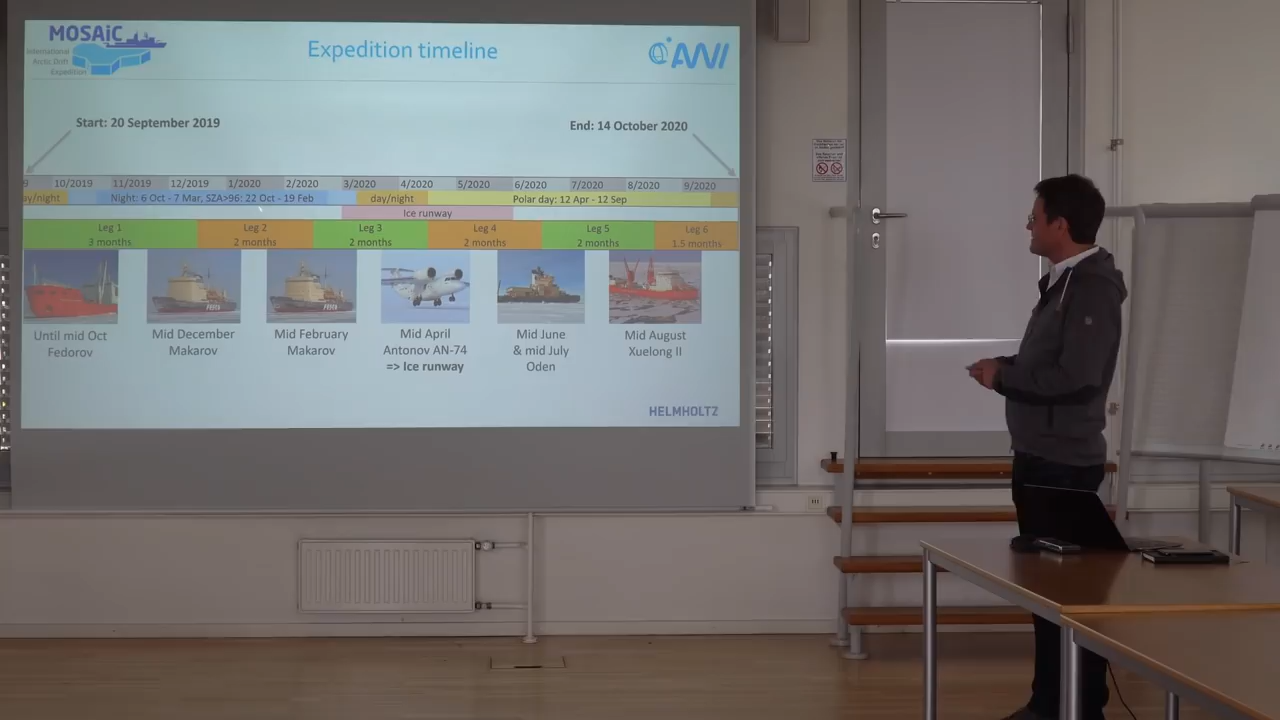 MOSAiC
International
Arctic Drift
Expedition
Expedition timeline
AWI
Start: 20 September 2019
End: 14 October 2020
9 10/2019 11/2019 12/2019 1/2020 2/2020 3/2020 4/2020 5/2020 6/2020 7/2020 8/2020 9/2020
ay/night Night: 6 Oct - 7 Mar, SZA>96: 22 Oct - 19 Feb day/night Polar day: 12 Apr - 12 Sep
Ice runway
Leg 1 Leg 2 Leg 3 Leg 4 Leg 5 Leg 6
3 months 2 months 2 months 2 months 2 months 1.5 months
Until mid Oct
Fedorov
Mid December
Makarov
Mid February
Makarov
Mid April
Antonov AN-74
=> Ice runway
Mid June
& mid July
Oden
Mid August
Xuelong II
HELMHOLTZ